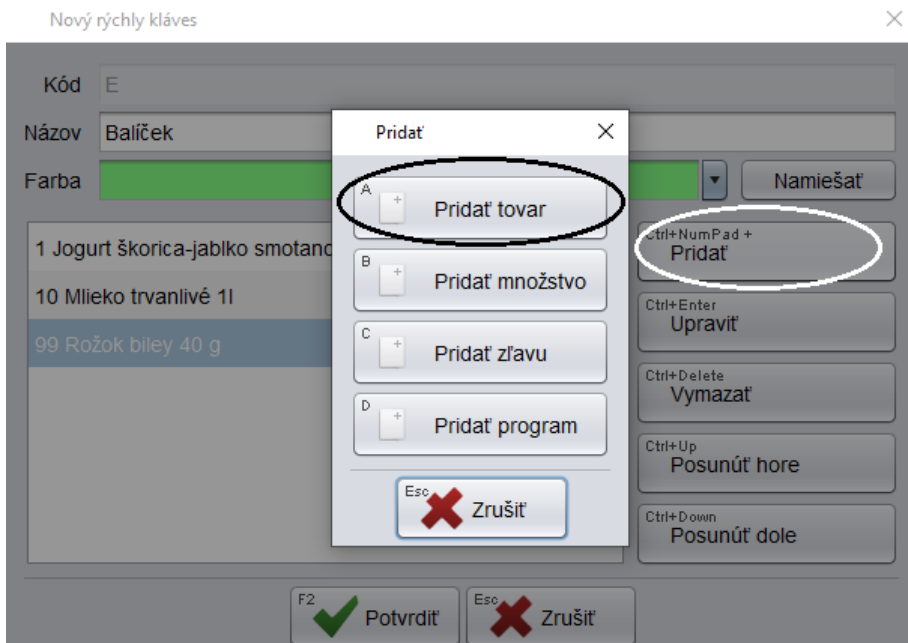 Nový rýchly kláves
Kód E
Názov Balíček
Farba
Namiešať
1 Jogurt škorica-jablko smotano
10 Mlieko trvanlivé 1l
99 Rožok biley 40 g
Ctrl+NumPad +
Pridať
Ctrl+Enter
Upraviť
Ctrl+Delete
Vymazať
Ctrl+Up
Posunúť hore
Ctrl+Down
Posunúť dole
Pridať
A
Pridať tovar
B
Pridať množstvo
C
Pridať zľavu
D
Pridať program
Esc
Zrušiť
F2
Potvrdiť
Esc
Zrušiť